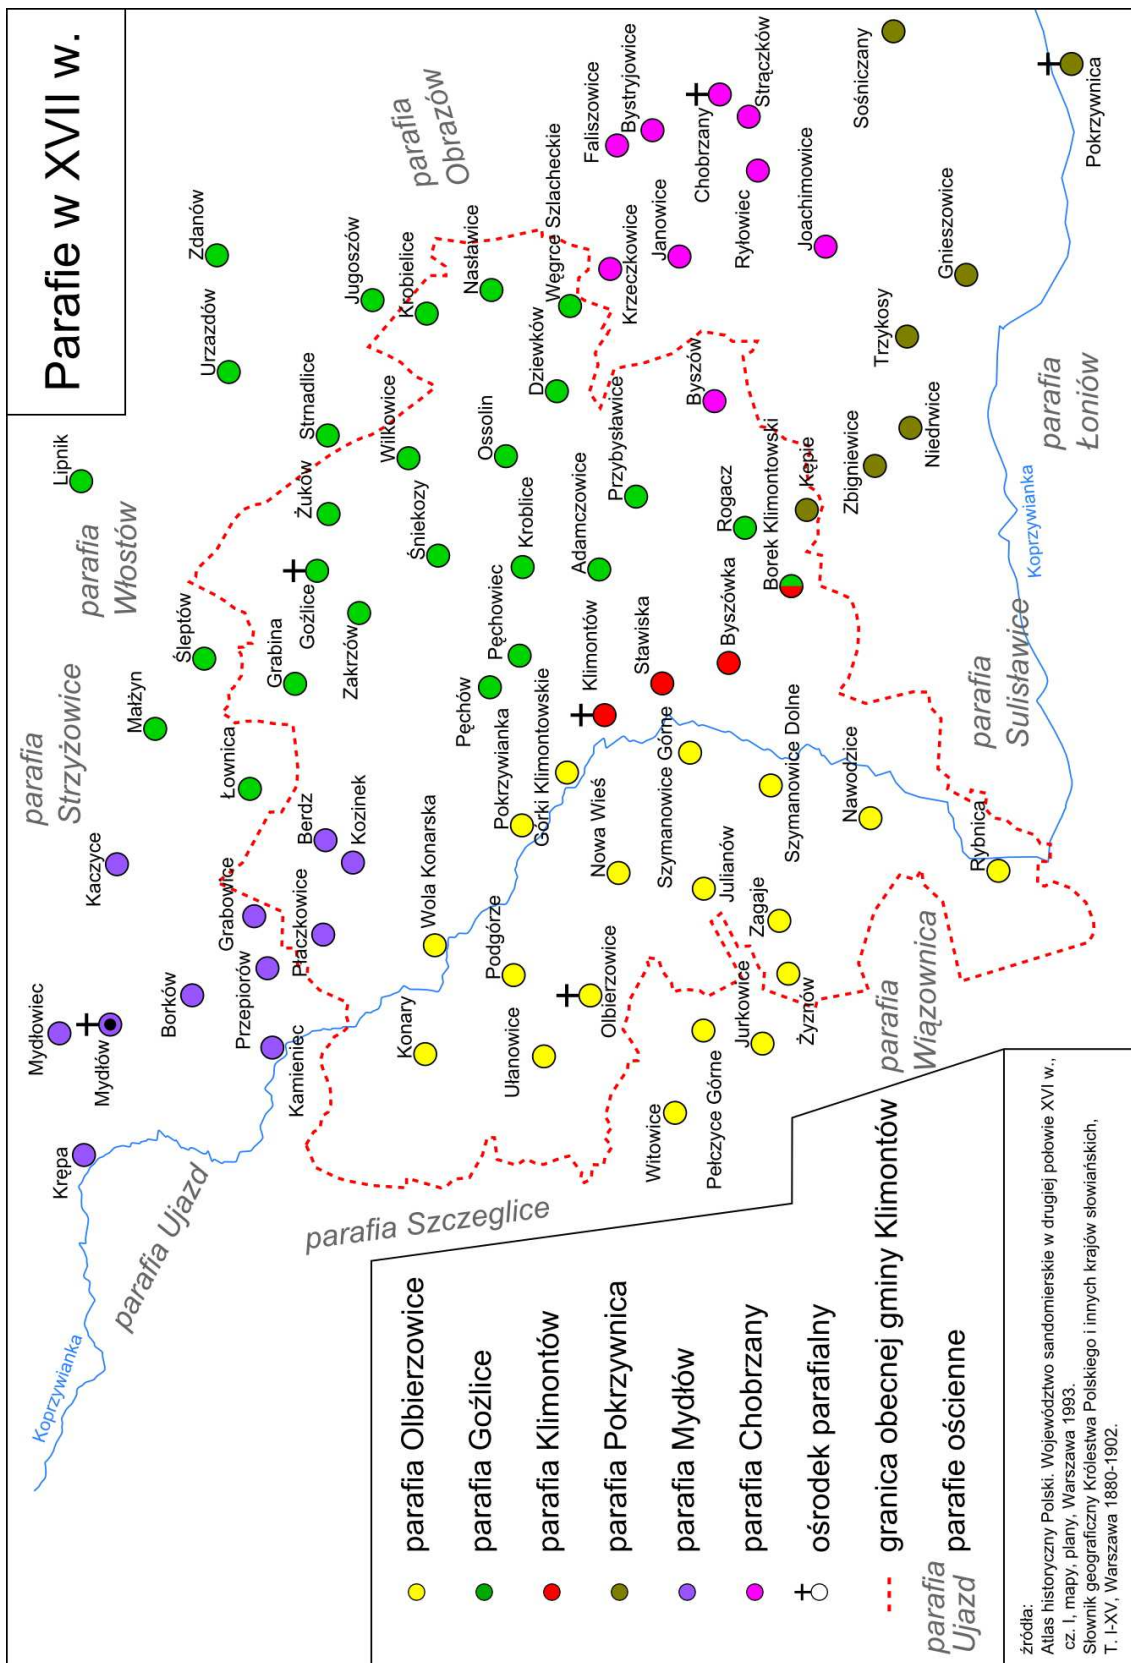 Parafie w XVII w.
Zdanów
Urzazdów
Lipnik
parafia
Włostów
Śleptów
Małżyn
parafia
Strzyżowice
Kaczyce
Mydłowiec
Mydłów
Krępa
Borków
Łownica
Grabowice
Przepiorów
Kamieniec
Płaczkowice
Berdz
Kozinek
Grabina
Goźlice
Zakrzów
Żuków
Strnadlice
Jugoszów
Krobielice
parafia
Obrazów
Nasławice
Wilkowice
Śniekozy
Ossolin
Kroblice
Pęchowiec
Pęchów
Pokrzywianka
Górki Klimontowskie
Wola Konarska
Podgórze
Konary
Ułanowice
parafia Ujazd
Koprzywianka
parafia Szczeglice
Olbierzowice
Nowa Wieś
Klimontów
Adamczowice
Dziewków
Węgrce Szlacheckie
Faliszowice
Bystryjowice
Krzeczkowice
Janowice
Chobrzany
Strączków
Ryłowiec
Joachimowice
Przybysławice
Byszów
Rogacz
Borek Klimontowski
Kępie
Stawiska
Byszówka
Szymanowice Górne
Szymanowice Dolne
Julianów
Zagaje
Witowice
Pełczyce Górne
Jurkowice
Żyznów
Nawodzice
Rybnica
Sośniczany
Pokrzywnica
Gnieszowice
Trzykosy
Niedrwice
Zbigniewice
parafia
Łoniów
Koprzywianka
parafia
Sulisławice
parafia
Wiązownica
parafia Olbierzowice
parafia Goźlice
parafia Klimontów
parafia Pokrzywnica
parafia Mydłów
parafia Chobrzany
ośrodek parafialny
granica obecnej gminy Klimontów
parafia
Ujazd
parafie ościenne
źródła:
Atlas historyczny Polski. Województwo sandomierskie w drugiej połowie XVI w.,
cz. I, mapy, plany, Warszawa 1993.
Słownik geograficzny Królestwa Polskiego i innych krajów słowiańskich,
T. I-XV, Warszawa 1880-1902.